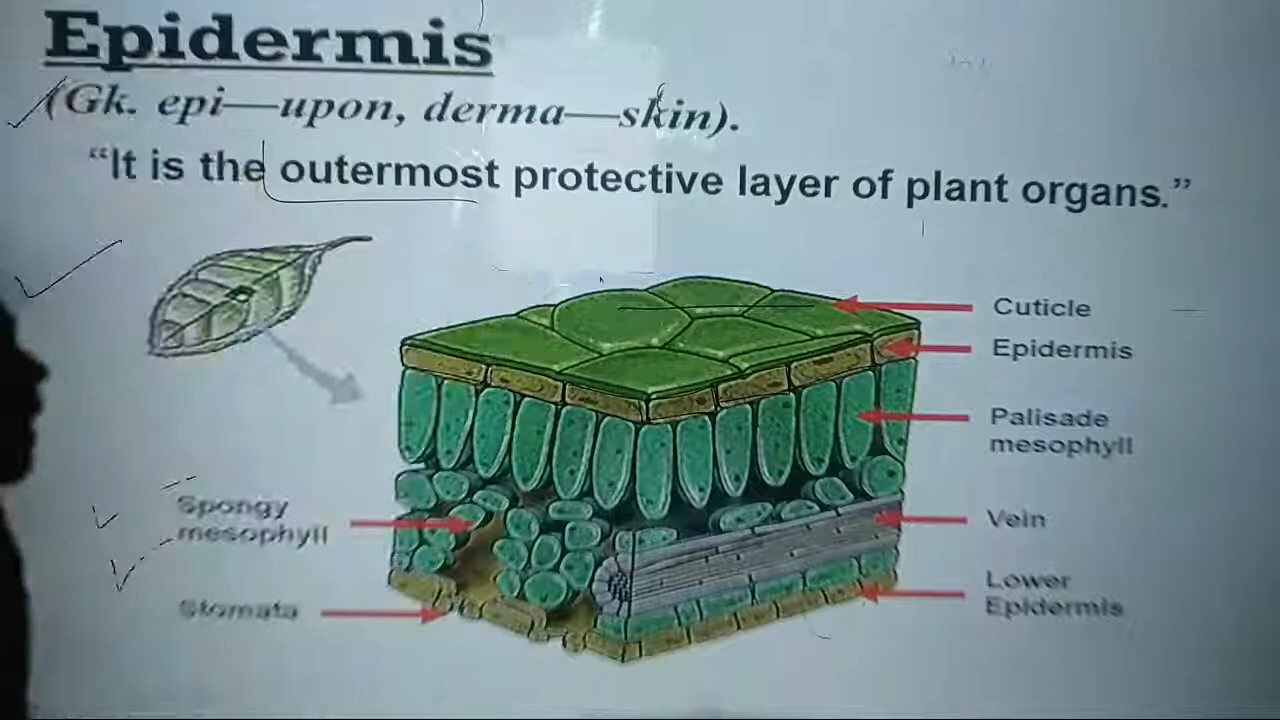 Epidermis
(Gk. epi—upon, derma—skin).
“It is the outermost protective layer of plant organs.”
Cuticle
Epidermis
Palisade
mesophyll
Spongy
mesophyll
Vein
Stomata
Lower
Epidermis